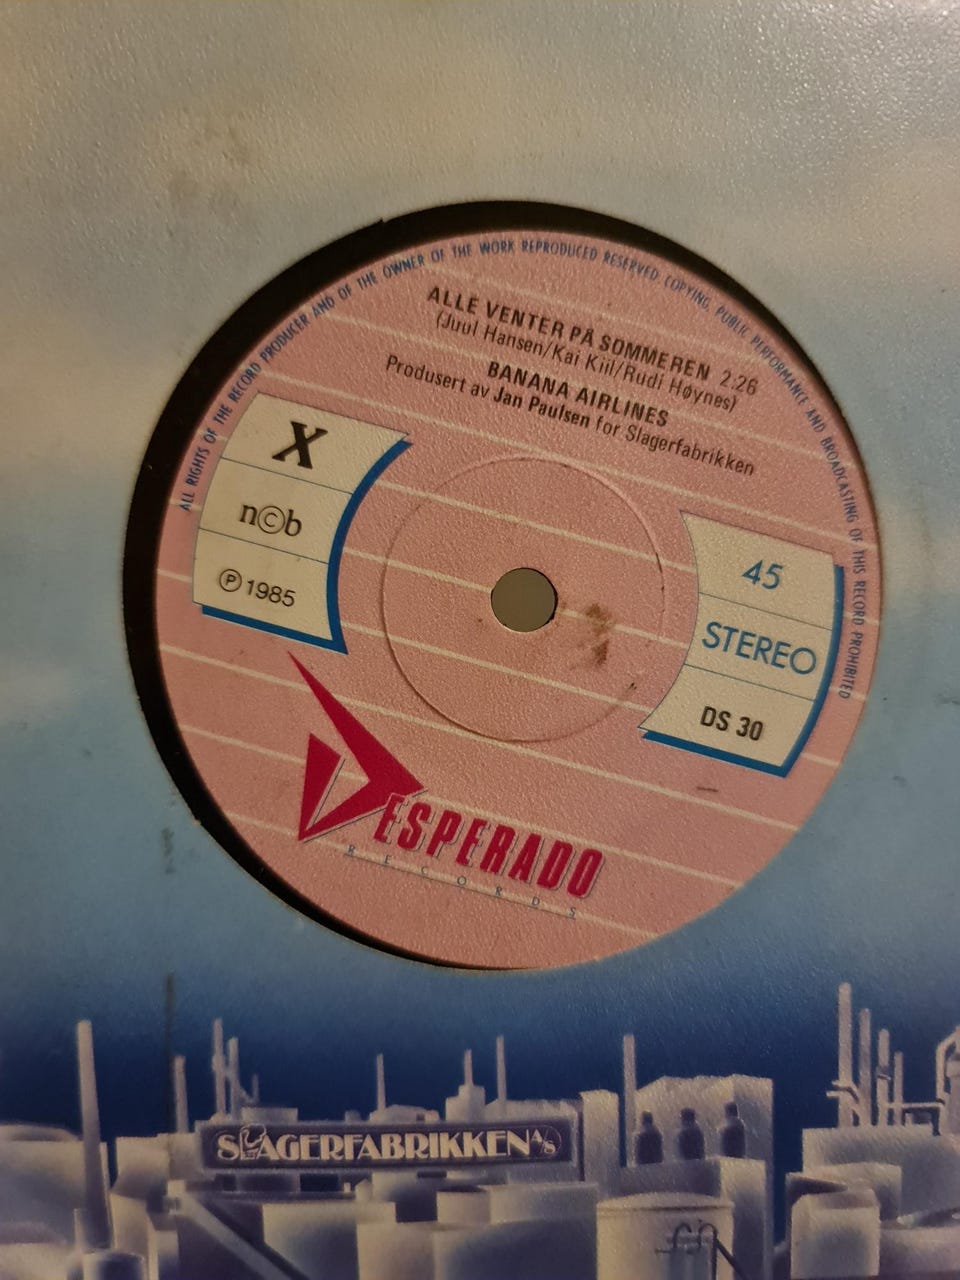 ALL RIGHTS OF THE RECORD PRODUCER AND OF THE OWNER OF THE WORK REPRODUCED RESERVED. COPYING, PUBLIC PERFORMANCE AND BROADCASTING OF THIS RECORD PROHIBITED
ALLE VENTER PÅ SOMMEREN 2.26
(Juul Hansen/Kai Kiil/Rudi Høynes)
BANANA AIRLINES
Produsert av Jan Paulsen for Slagerfabrikken
X
n©b
℗ 1985
45
STEREO
DS 30
DESPERADO
RECORDS
SLAGERFABRIKKEN A/S